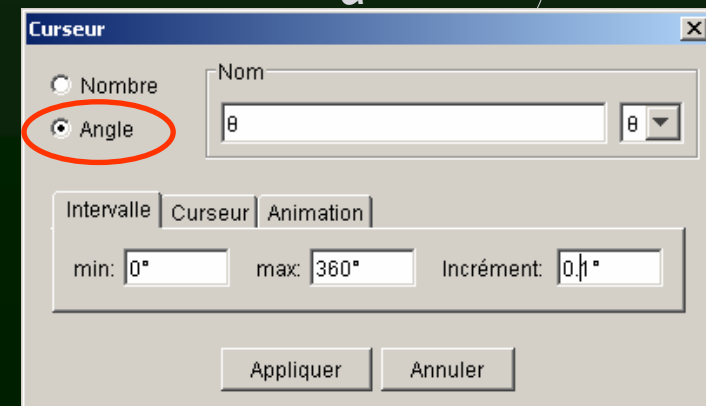 Curseur
Nombre
Angle
Nom
θ
θ
Intervalle Curseur Animation
min: 0° max: 360° Incrément: 0.1°
Appliquer Annuler